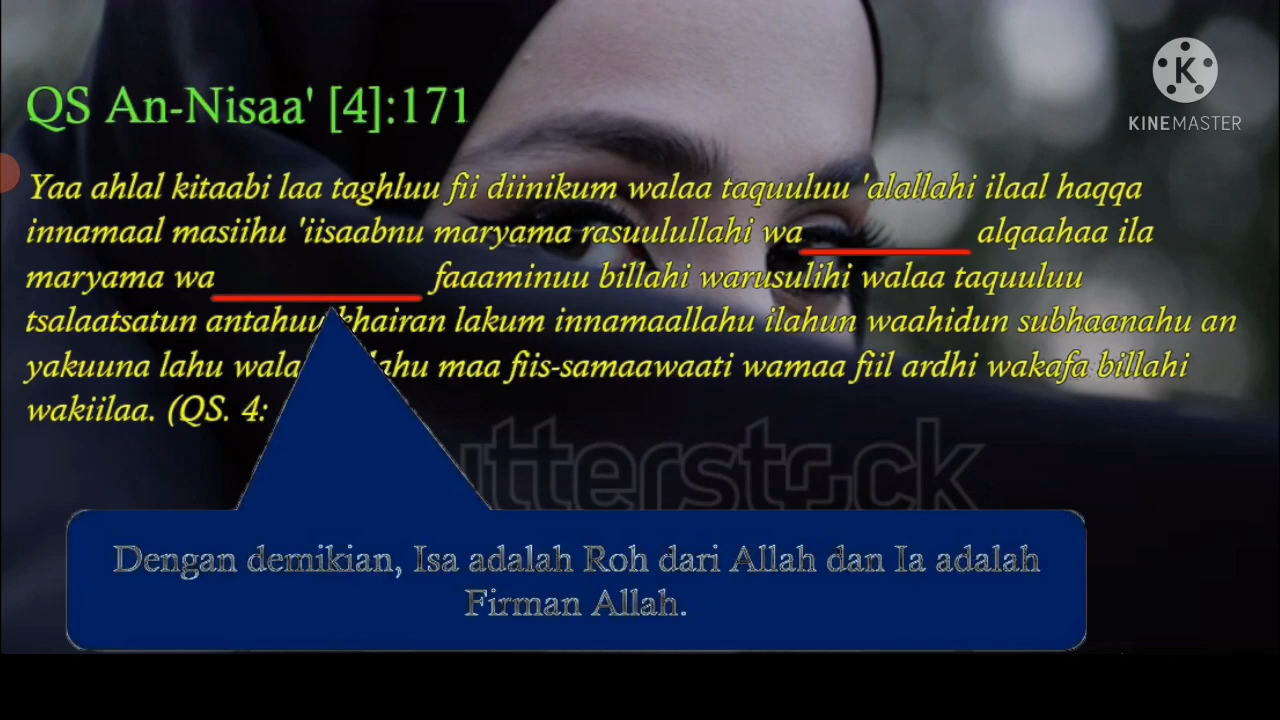 QS An-Nisaa' [4]:171
K
KINEMASTER
Yaa ahlal kitaabi laa taghluu fii diinikum walaa taquuluu 'alallahi ilaal haqqa
innamaal masiihu 'iisaabnu maryama rasuulullahi wa alqaahaa ila
maryama wa faaaminuu billahi warusulihi walaa taquuluu
tsalaatsatun antahuu khairan lakum innamaallahu ilahun waahidun subhaanahu an
yakuuna lahu maa fiis-samaawaati wamaa fiil ardhi wakafa billahi
wakiilaa. (QS. 4:
Dengan demikian, Isa adalah Roh dari Allah dan Ia adalah
Firman Allah.